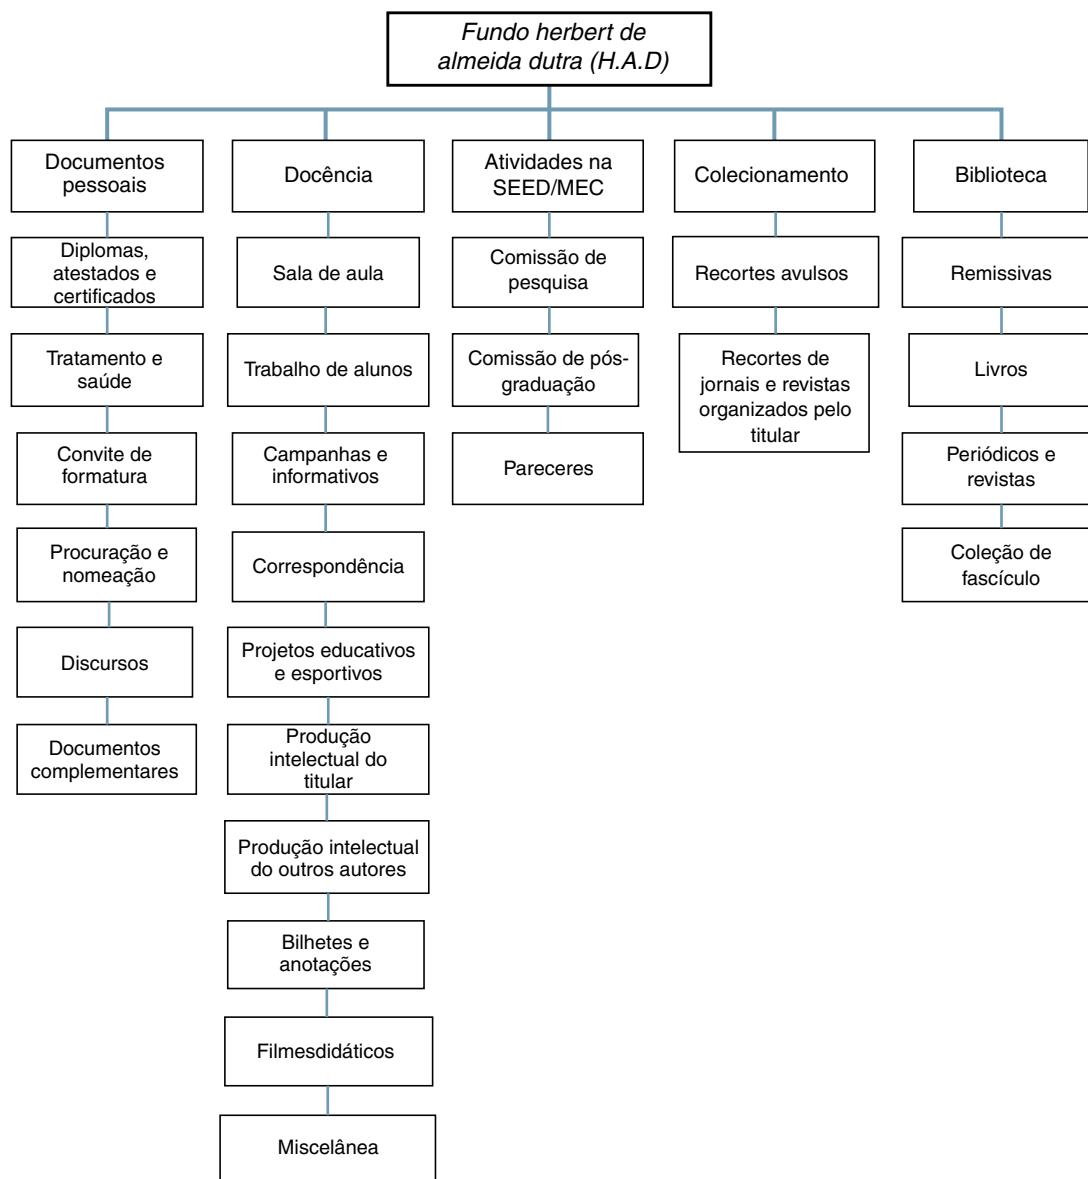 Fundo herbert de
almeida dutra (H.A.D)
Documentos
pessoais
Diplomas,
atestados e
certificados
Tratamento e
saúde
Convite de
formatura
Procuração e
nomeação
Discursos
Documentos
complementares
Docência
Sala de aula
Trabalho de alunos
Campanhas e
informativos
Correspondência
Projetos educativos
e esportivos
Produção
intelectual do
titular
Produção intelectual
do outros autores
Bilhetes e
anotações
Filmesdidáticos
Miscelânea
Atividades na
SEED/MEC
Comissão de
pesquisa
Comissão de pós-
graduação
Pareceres
Colecionamento
Recortes avulsos
Recortes de
jornais e revistas
organizados pelo
titular
Biblioteca
Remissivas
Livros
Periódicos e
revistas
Coleção de
fascículo